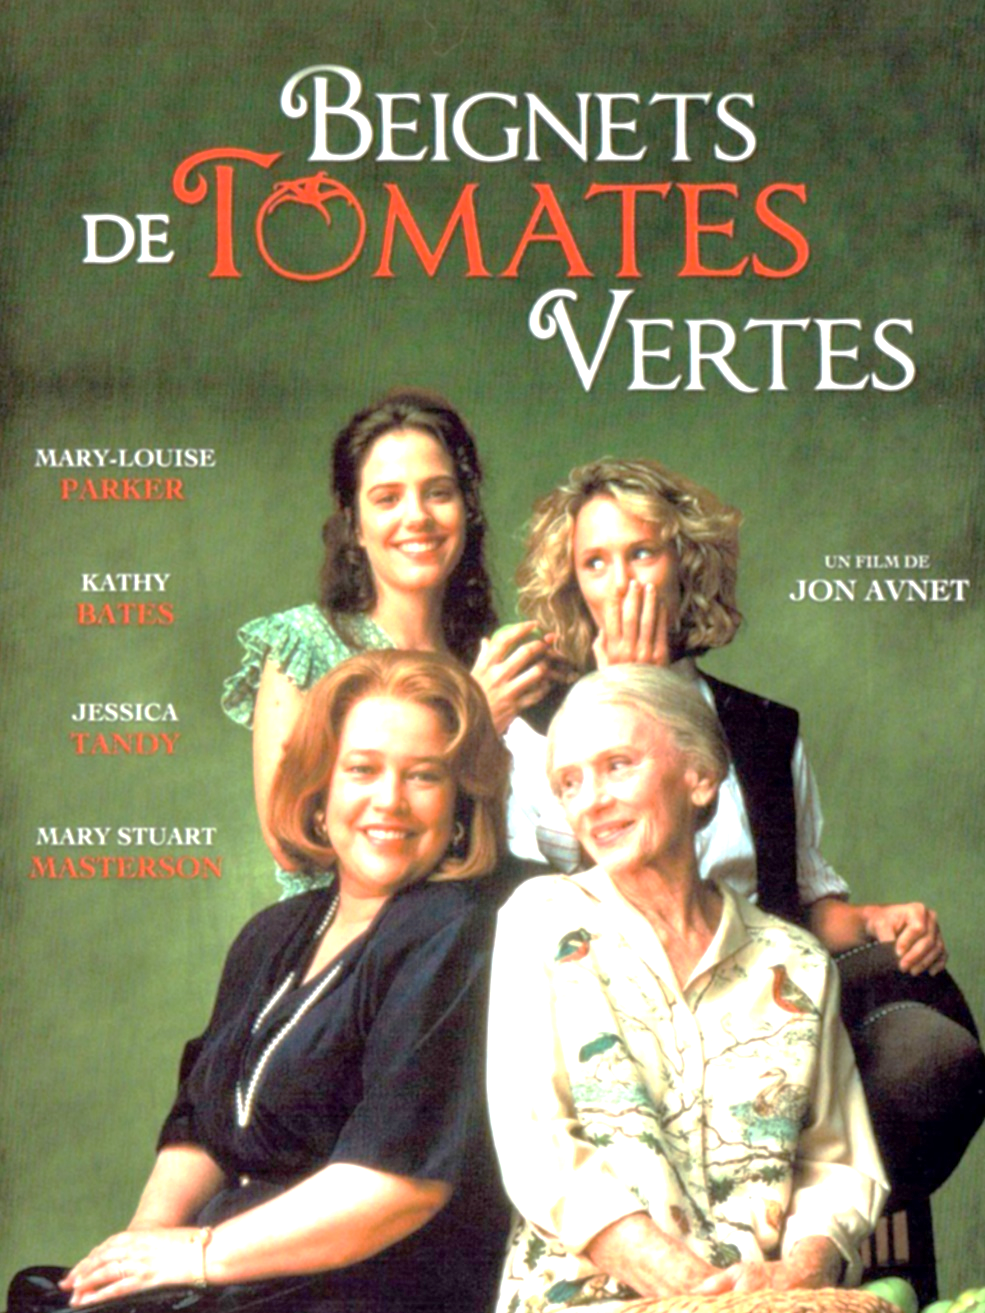 BEIGNETS
DE TOMATES
VERTES
MARY-LOUISE
PARKER
KATHY
BATES
JESSICA
TANDY
MARY STUART
MASTERSON
UN FILM DE
JON AVNET